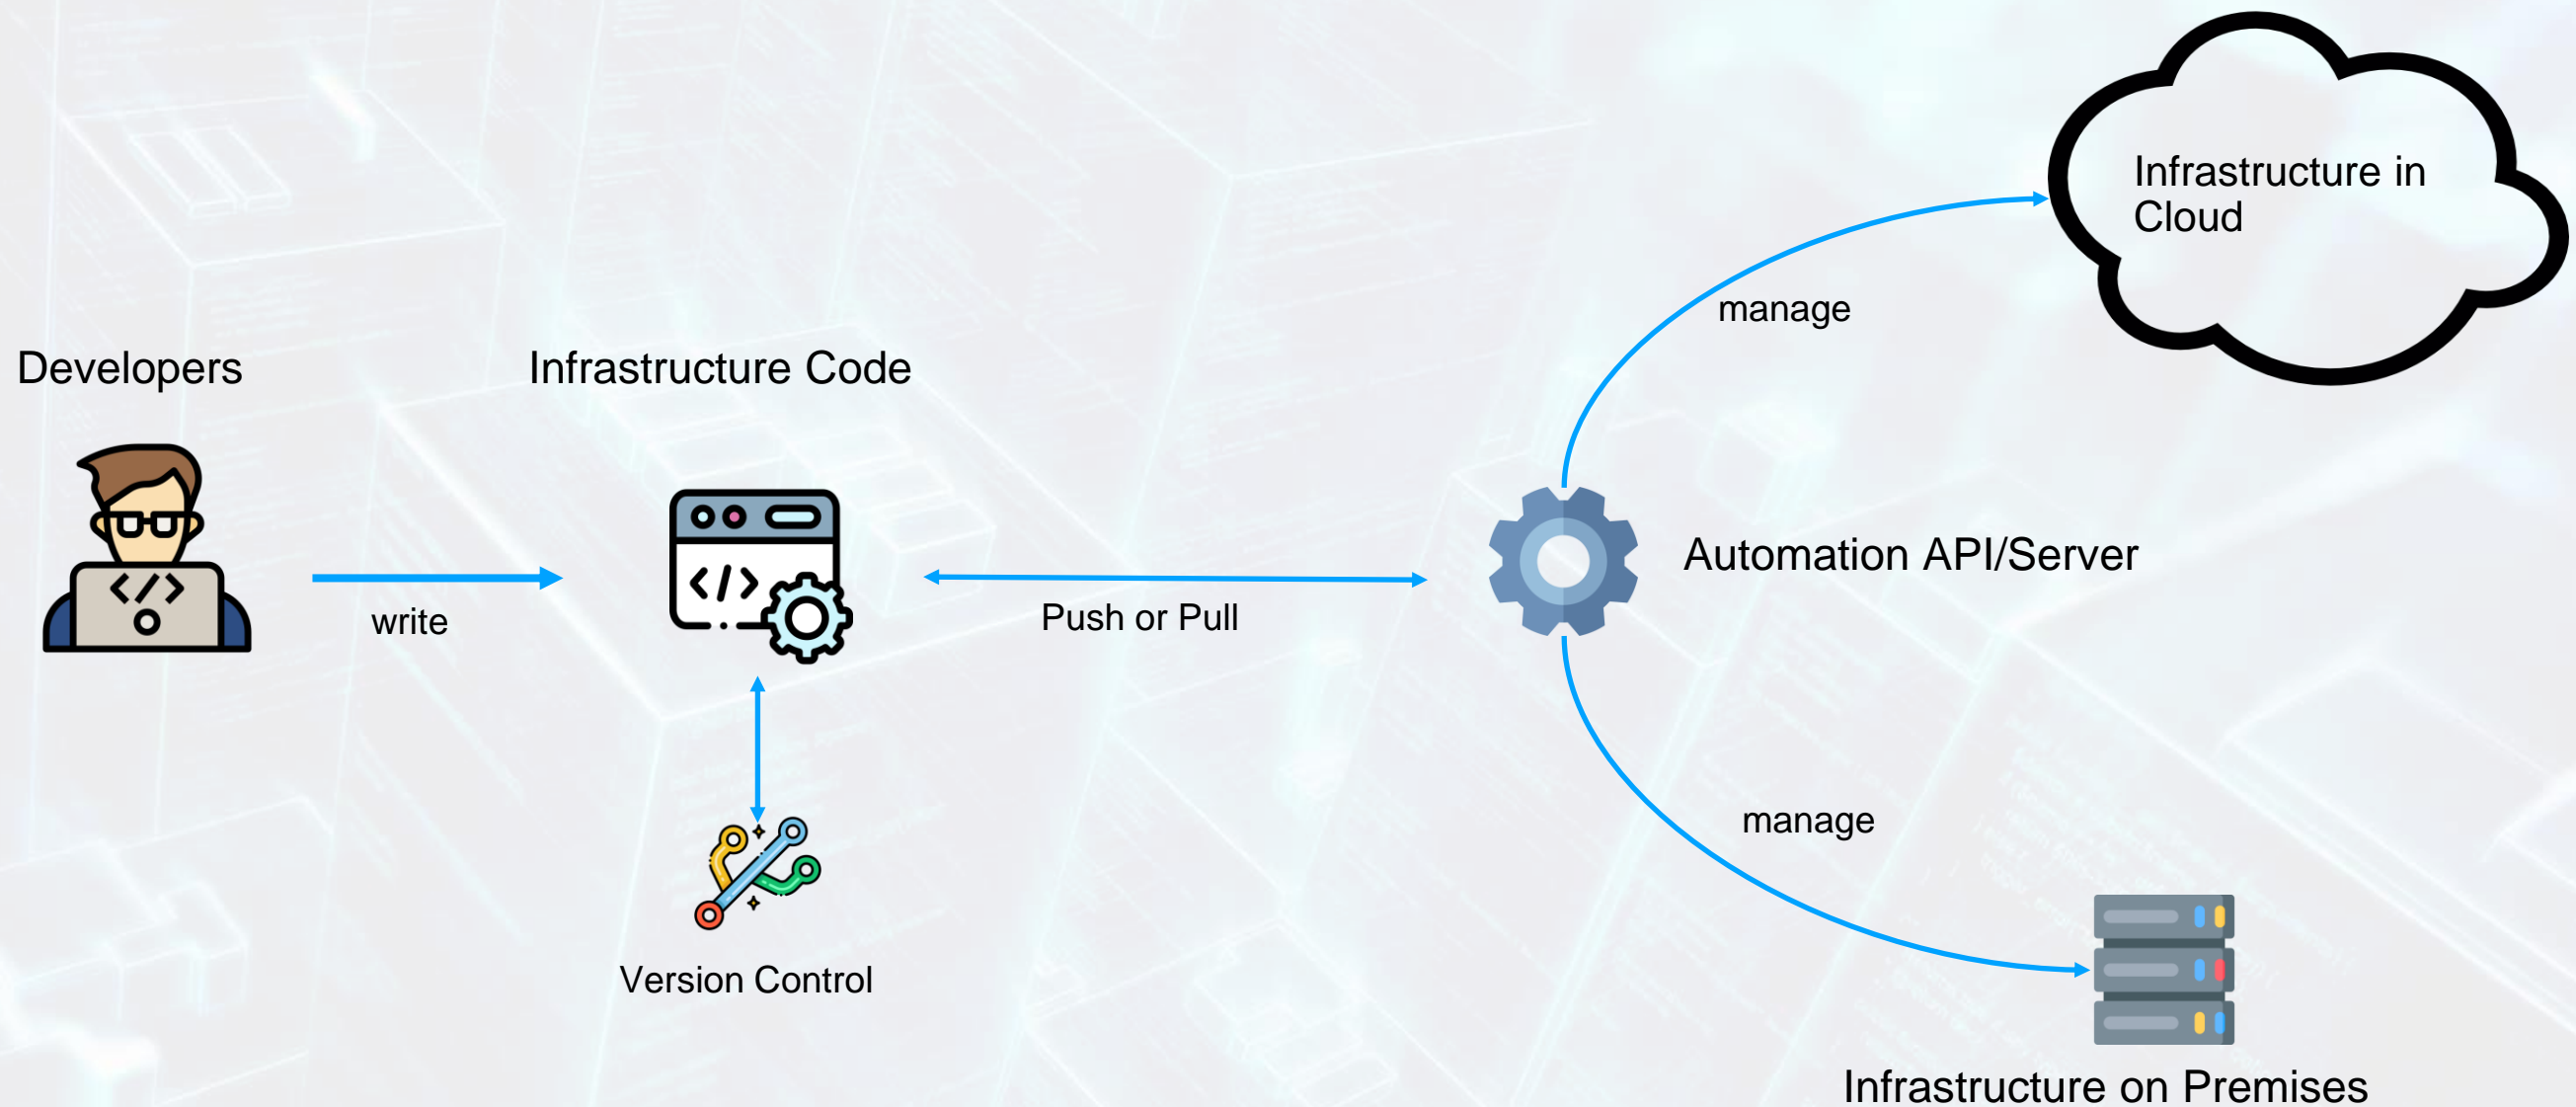 Developers
Infrastructure Code
write
Push or Pull
Version Control
Automation API/Server
manage
Infrastructure in
Cloud
manage
Infrastructure on Premises